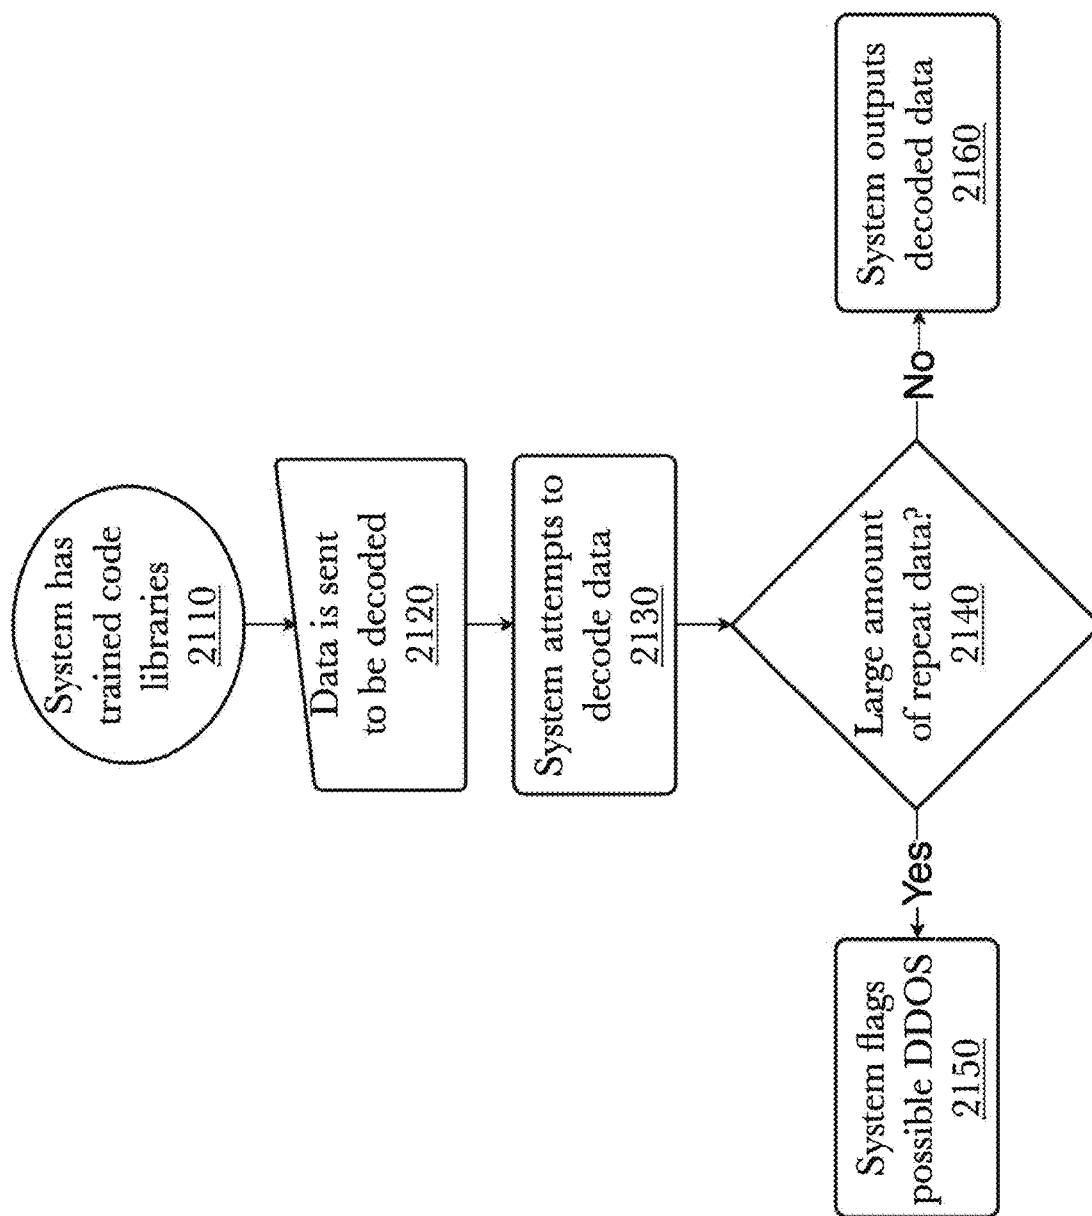 System has
trained code
libraries
2110
Data is sent
to be decoded
2120
System attempts to
decode data
2130
Large amount
of repeat data?
2140
Yes
No
System flags
possible DDOS
2150
System outputs
decoded data
2160